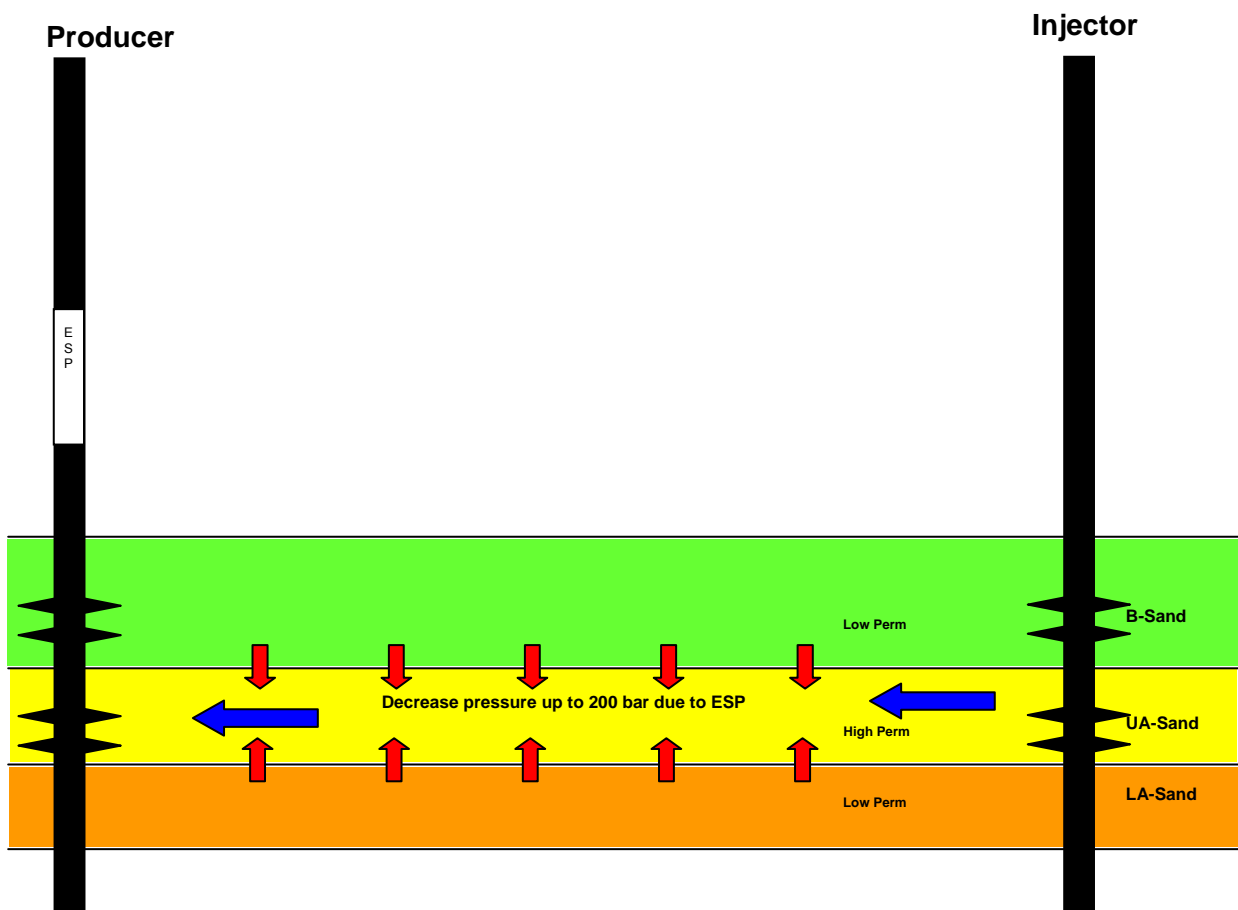 Producer
Injector
E
S
P
B-Sand
Low Perm
Decrease pressure up to 200 bar due to ESP
UA-Sand
High Perm
LA-Sand
Low Perm